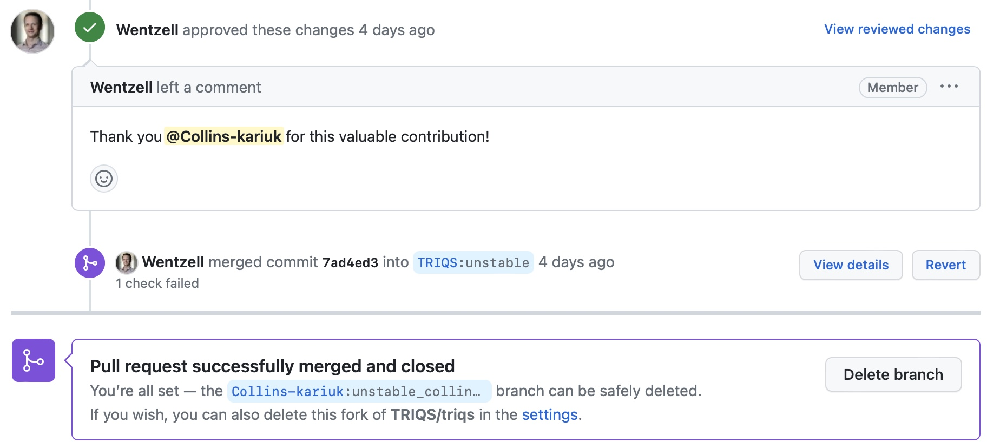 Wentzell approved these changes 4 days ago
View reviewed changes
Wentzell left a comment
Member
Thank you @Collins-kariuk for this valuable contribution!
Wentzell merged commit 7ad4ed3 into TRIQS:unstable 4 days ago
View details
Revert
1 check failed
Pull request successfully merged and closed
Delete branch
You’re all set — the Collins-kariuk:unstable_collin… branch can be safely deleted.
If you wish, you can also delete this fork of TRIQS/triqs in the settings.